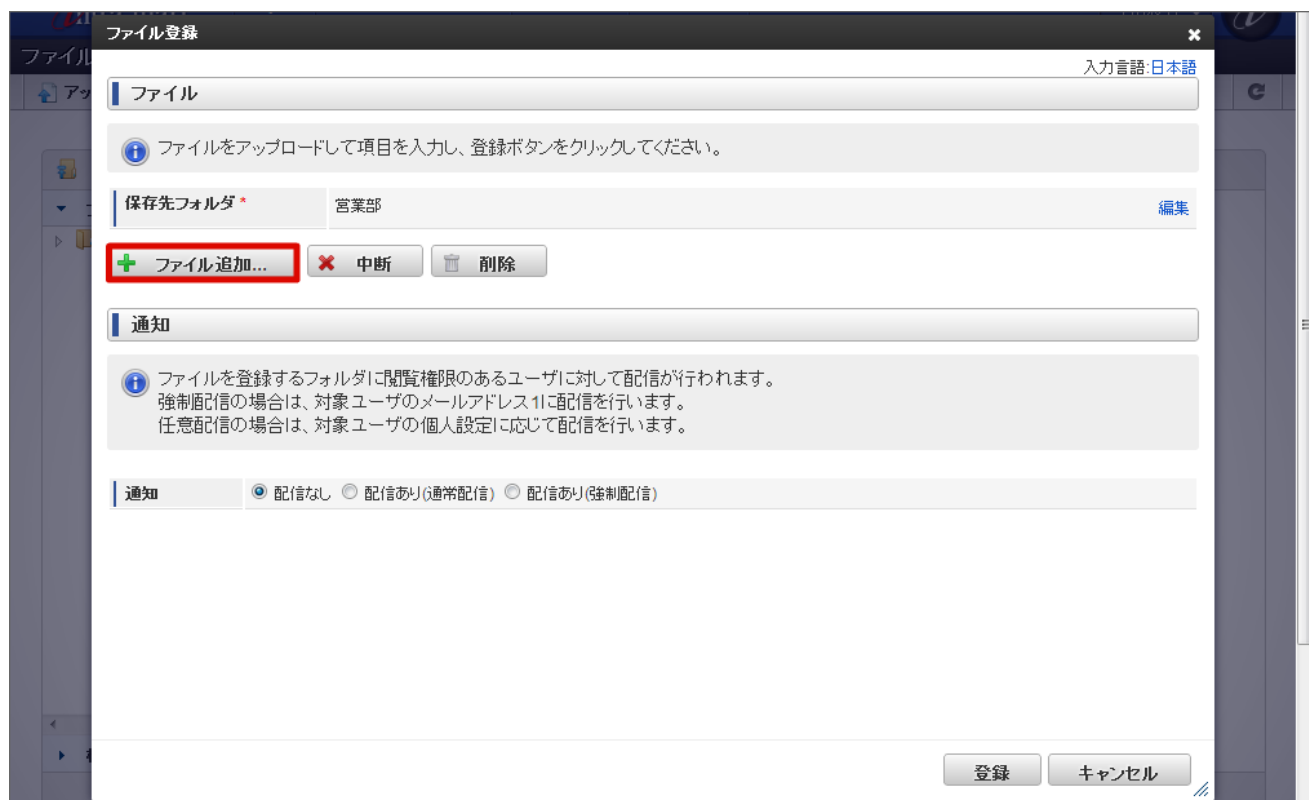 ファイル登録
ファイル
入力言語:日本語
アッ
ファイル
ファイルをアップロードして項目を入力し、登録ボタンをクリックしてください。
保存先フォルダ* 営業部 編集
ファイル追加... 中断 削除
通知
ファイルを登録するフォルダに閲覧権限のあるユーザに対して配信が行われます。
強制配信の場合は、対象ユーザのメールアドレス1に配信を行います。
任意配信の場合は、対象ユーザの個人設定に応じて配信を行います。
通知 配信なし 配信あり(通常配信) 配信あり(強制配信)
登録 キャンセル